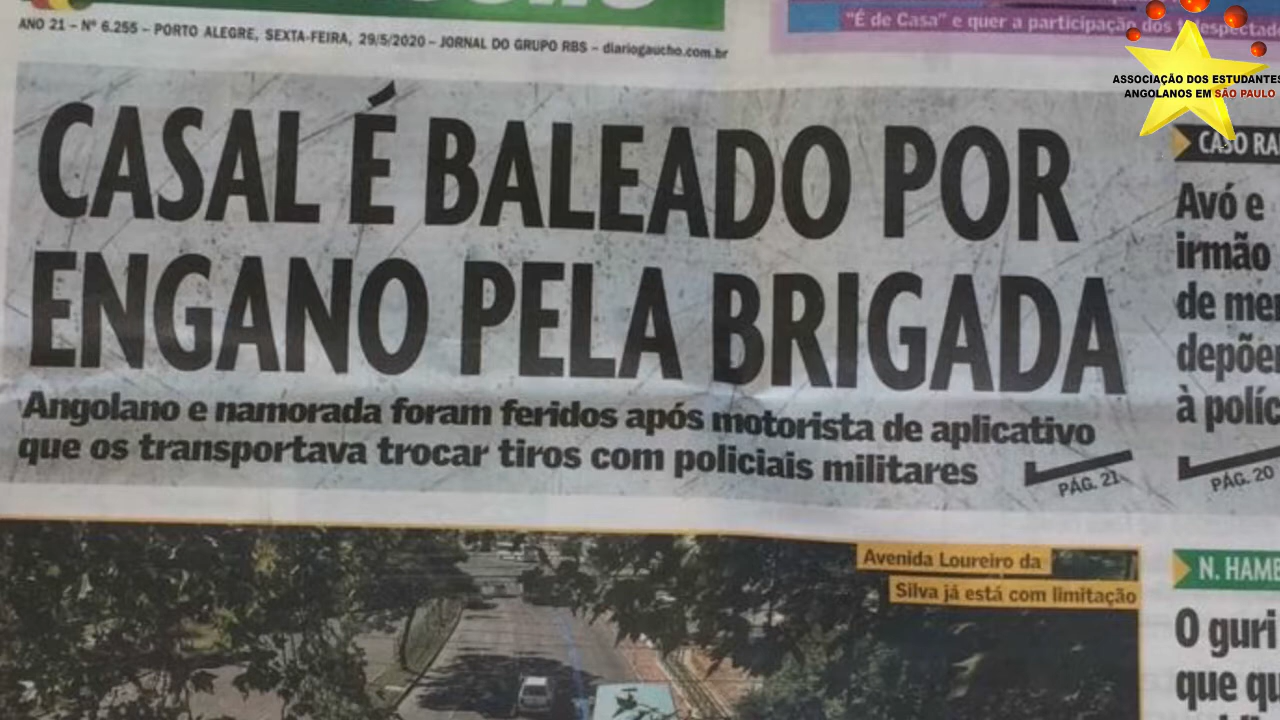 "É de Casa" e quer a participação dos
ANO 21 – Nº 6.255 – PORTO ALEGRE, SEXTA-FEIRA, 29/5/2020 – JORNAL DO GRUPO RBS – diariogaucho.com.br
ASSOCIAÇÃO DOS ESTUDANTES
ANGOLANOS EM SÃO PAULO
CASAL É BALEADO POR
ENGANO PELA BRIGADA
Angolano e namorada foram feridos após motorista de aplicativo
que os transportava trocar tiros com policiais militares
PÁG. 21
CASO
Avó e
irmão
de
à
PÁG. 20
Avenida Loureiro da
Silva já está com limitação
N.
O guri
que